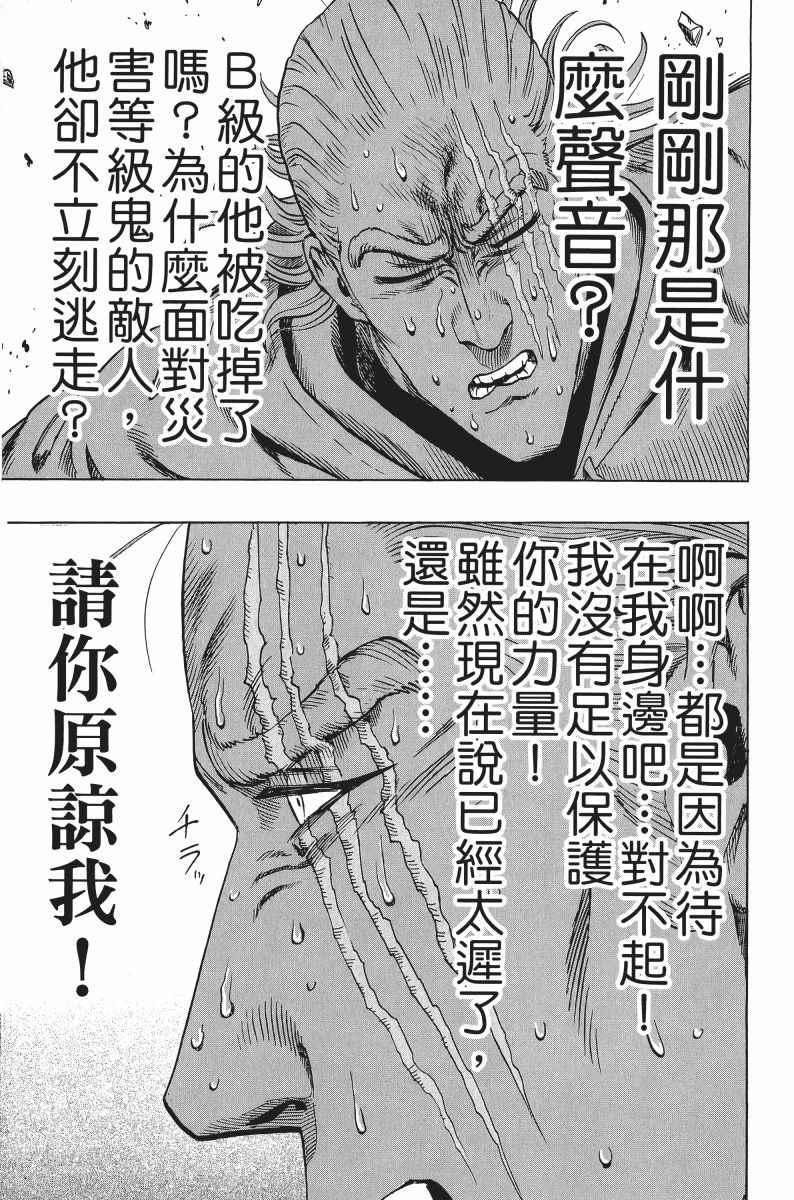 剛剛那是什
麼聲音？
Ｂ級的他被吃掉了
嗎？為什麼面對災
害等級鬼的敵人，
他卻不立刻逃走？
啊啊…都是因為待
在我身邊吧…對不起！
我沒有足以保護
你的力量！
雖然現在說已經太遲了，
還是……
請你原諒我！
チラッ